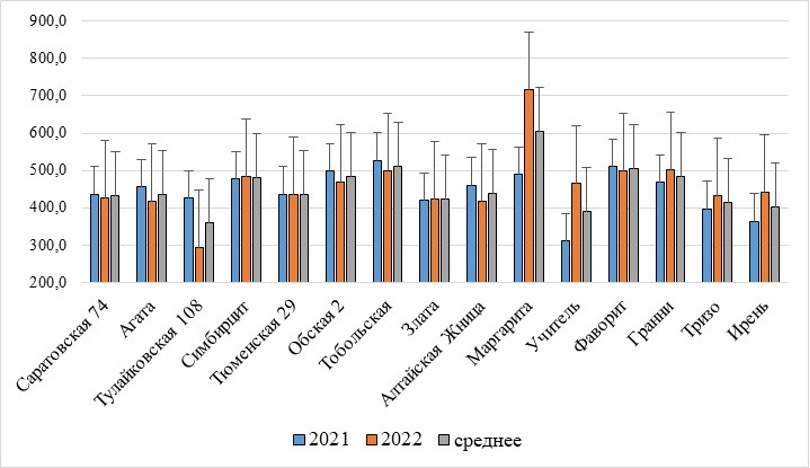 900,0
800,0
700,0
600,0
500,0
400,0
300,0
200,0
Саратовская 74
Агата
Тулайковская 108
Симбирцит
Тюменская 29
Обская 2
Тобольская
Злата
Алтайская Жница
Маргарита
Учитель
Фаворит
Гранни
Тризо
Ирень
2021
2022
среднее